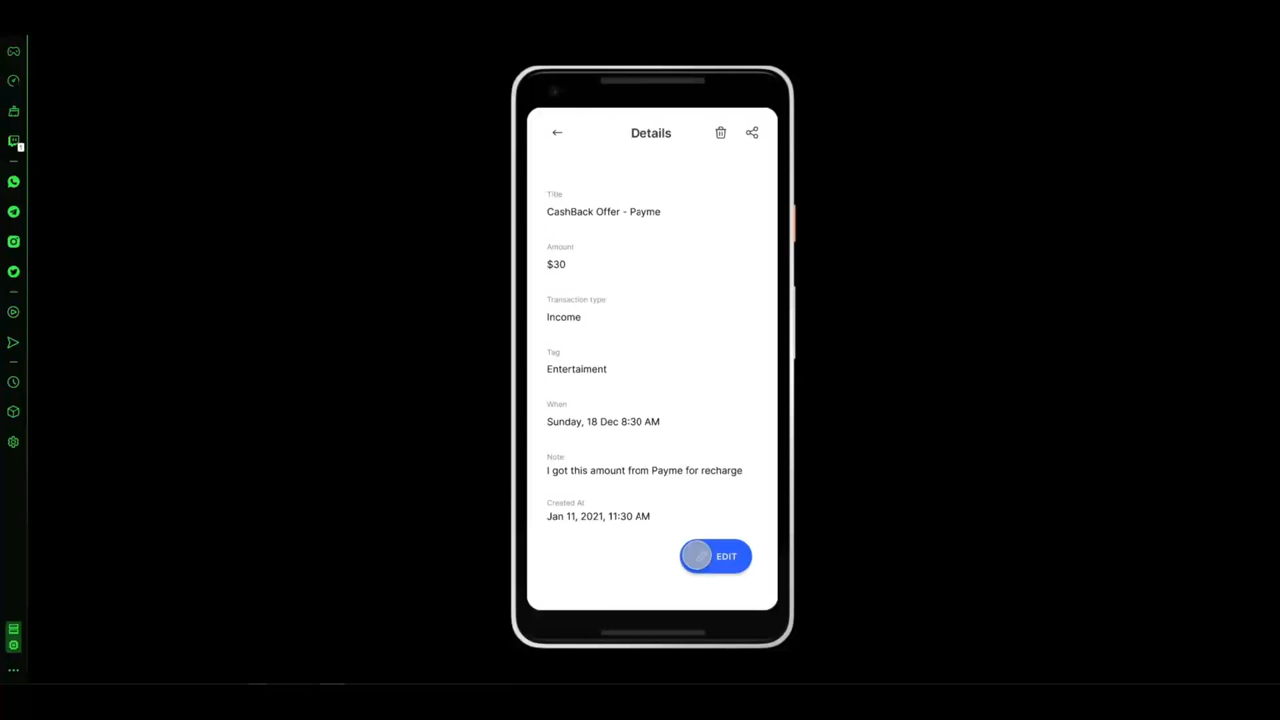 Details
Title
CashBack Offer - Payme
Amount
$30
Transaction type
Income
Tag
Entertaiment
When
Sunday, 18 Dec 8:30 AM
Note
I got this amount from Payme for recharge
Created At
Jan 11, 2021, 11:30 AM
EDIT